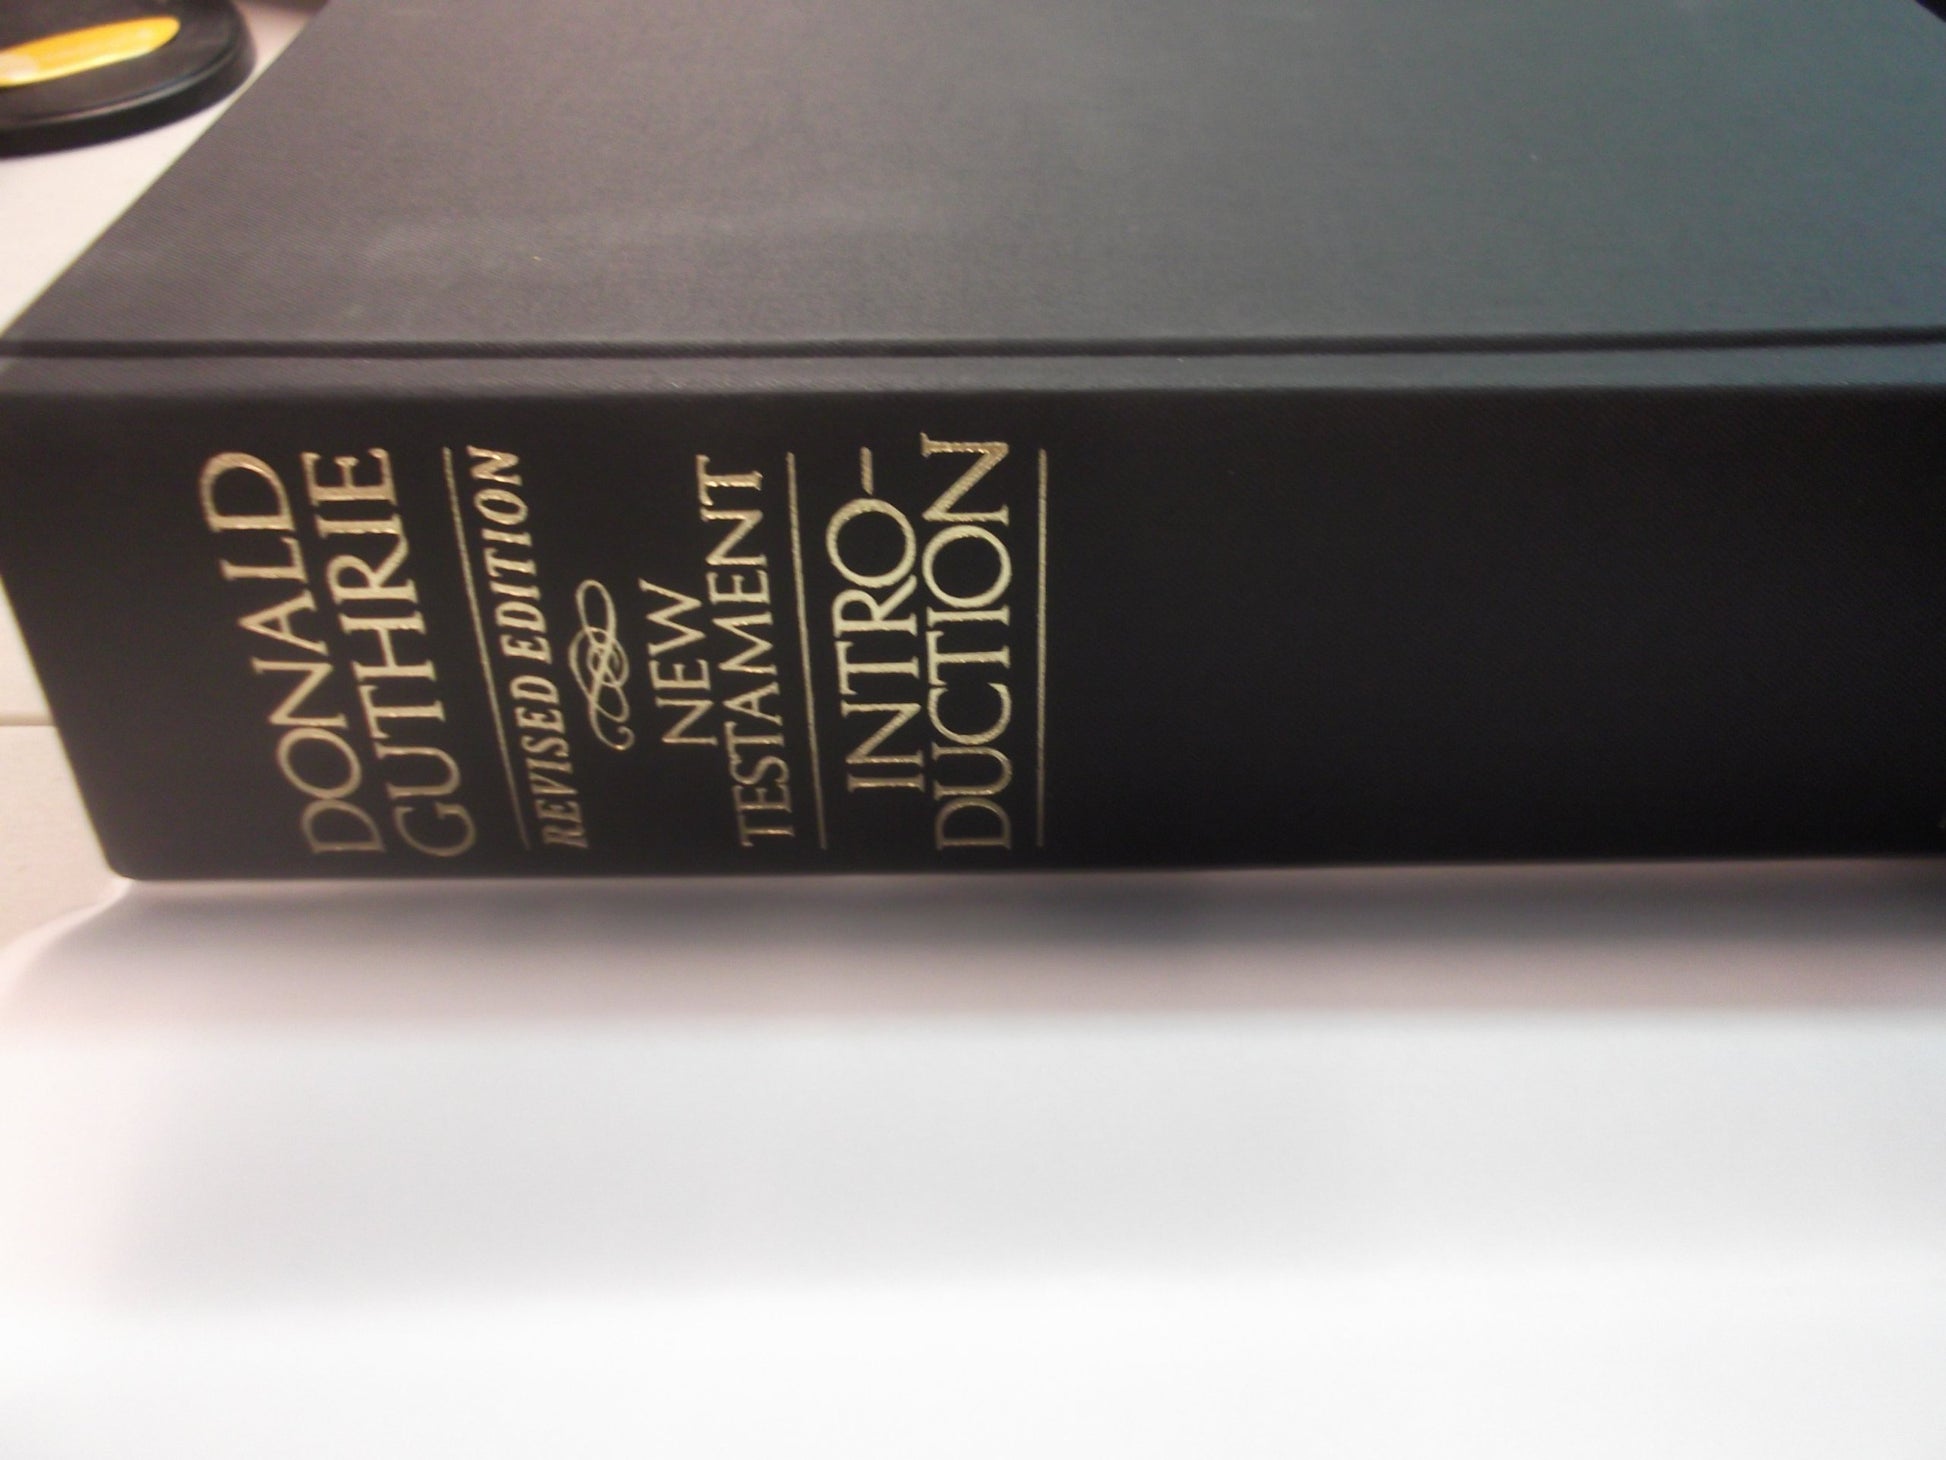 DONALD
GUTHRIE
REVISED EDITION
NEW
TESTAMENT
INTRO-
DUCTION